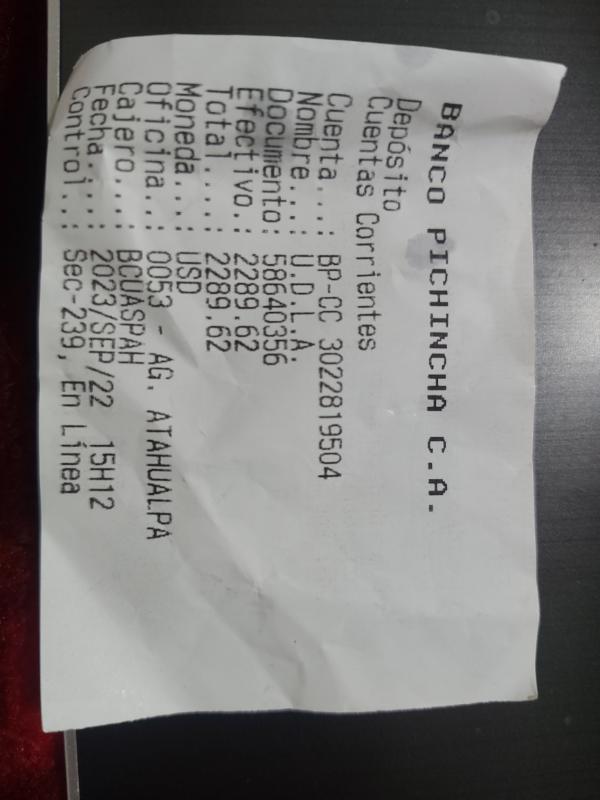 BANCO PICHINCHA C.A.
Depósito
Cuentas Corrientes
Cuenta...: BP-CC 3022819504
Nombre...: U.D.L.A.
Documento: 58640356
Efectivo.: 2289.62
Total....: 2289.62
Moneda...: USD
Oficina..: 0053 - AG. ATAHUALPA
Cajero...: BCUASPAH
Fecha....: 2023/SEP/22 15H12
Control..: Sec-239, En Línea